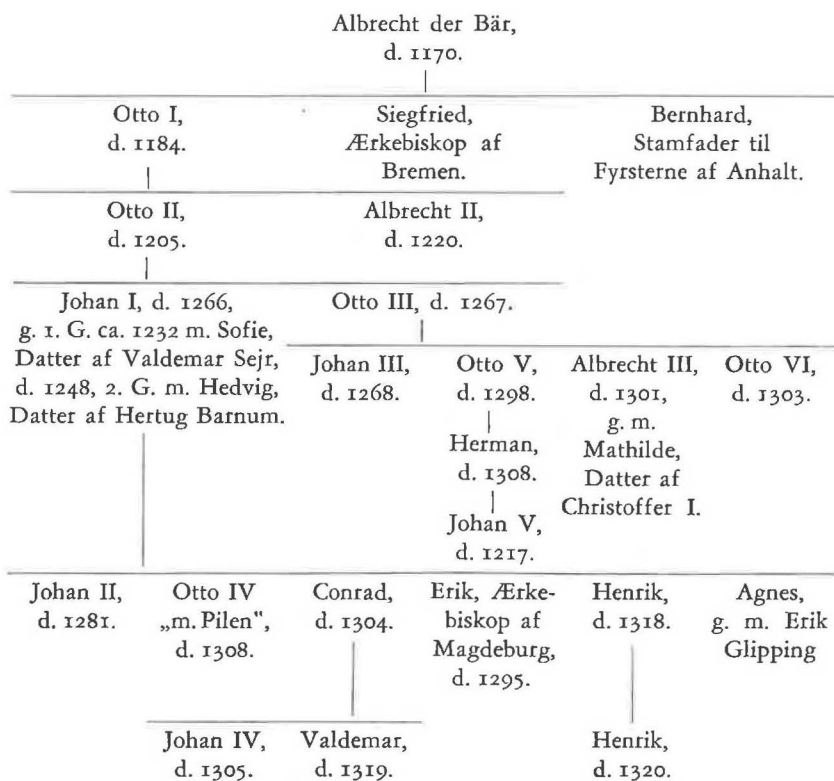 Albrecht der Bär,
d. 1170.
Otto I,
d. 1184.
Siegfried,
Ærkebiskop af
Bremen.
Bernhard,
Stamfader til
Fyrsterne af Anhalt.
Otto II,
d. 1205.
Albrecht II,
d. 1220.
Johan I, d. 1266,
g. 1. G. ca. 1232 m. Sofie,
Datter af Valdemar Sejr,
d. 1248, 2. G. m. Hedvig,
Datter af Hertug Barnum.
Otto III, d. 1267.
Johan III,
d. 1268.
Otto V,
d. 1298.
Herman,
d. 1308.
Johan V,
d. 1217.
Albrecht III,
d. 1301,
g. m.
Mathilde,
Datter af
Christoffer I.
Otto VI,
d. 1303.
Johan II,
d. 1281.
Otto IV
„m. Pilen",
d. 1308.
Conrad,
d. 1304.
Erik, Ærke-
biskop af
Magdeburg,
d. 1295.
Henrik,
d. 1318.
Agnes,
g. m. Erik
Glipping
Johan IV,
d. 1305.
Valdemar,
d. 1319.
Henrik,
d. 1320.